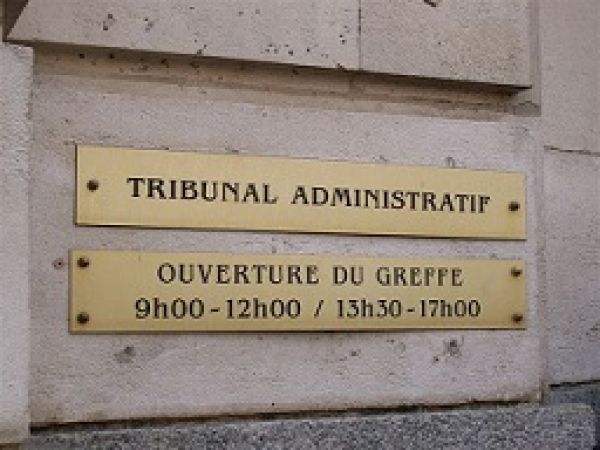 TRIBUNAL ADMINISTRATIF
OUVERTURE DU GREFFE
9h00-12h00 / 13h30-17h00